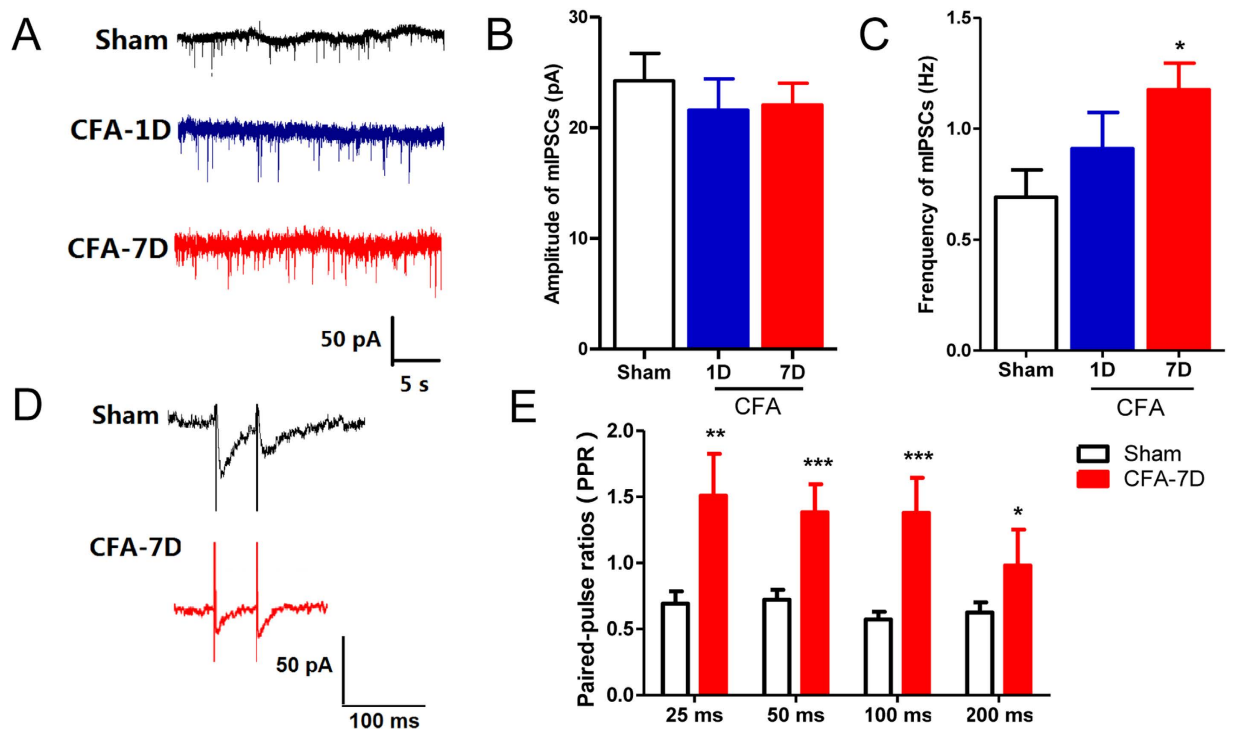 A
Sham
CFA-1D
CFA-7D
50 pA
5 s
B
Amplitude of mIPSCs (pA)
30
20
10
0
Sham
1D
7D
CFA
C
Frenquency of mIPSCs (Hz)
1.5
1.0
0.5
0.0
*
Sham
1D
7D
CFA
D
Sham
CFA-7D
50 pA
100 ms
E
Paired-pulse ratios ( PPR )
2.0
1.5
1.0
0.5
0.0
**
***
***
*
25 ms
50 ms
100 ms
200 ms
Sham
CFA-7D